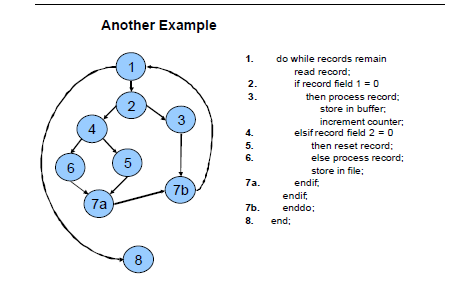 Another Example
1
2
3
4
5
6
7a
7b
8
1. do while records remain
read record;
2. if record field 1 = 0
3. then process record;
store in buffer;
increment counter;
4. elsif record field 2 = 0
5. then reset record;
6. else process record;
store in file;
7a. endif;
endif;
7b. enddo;
8. end;